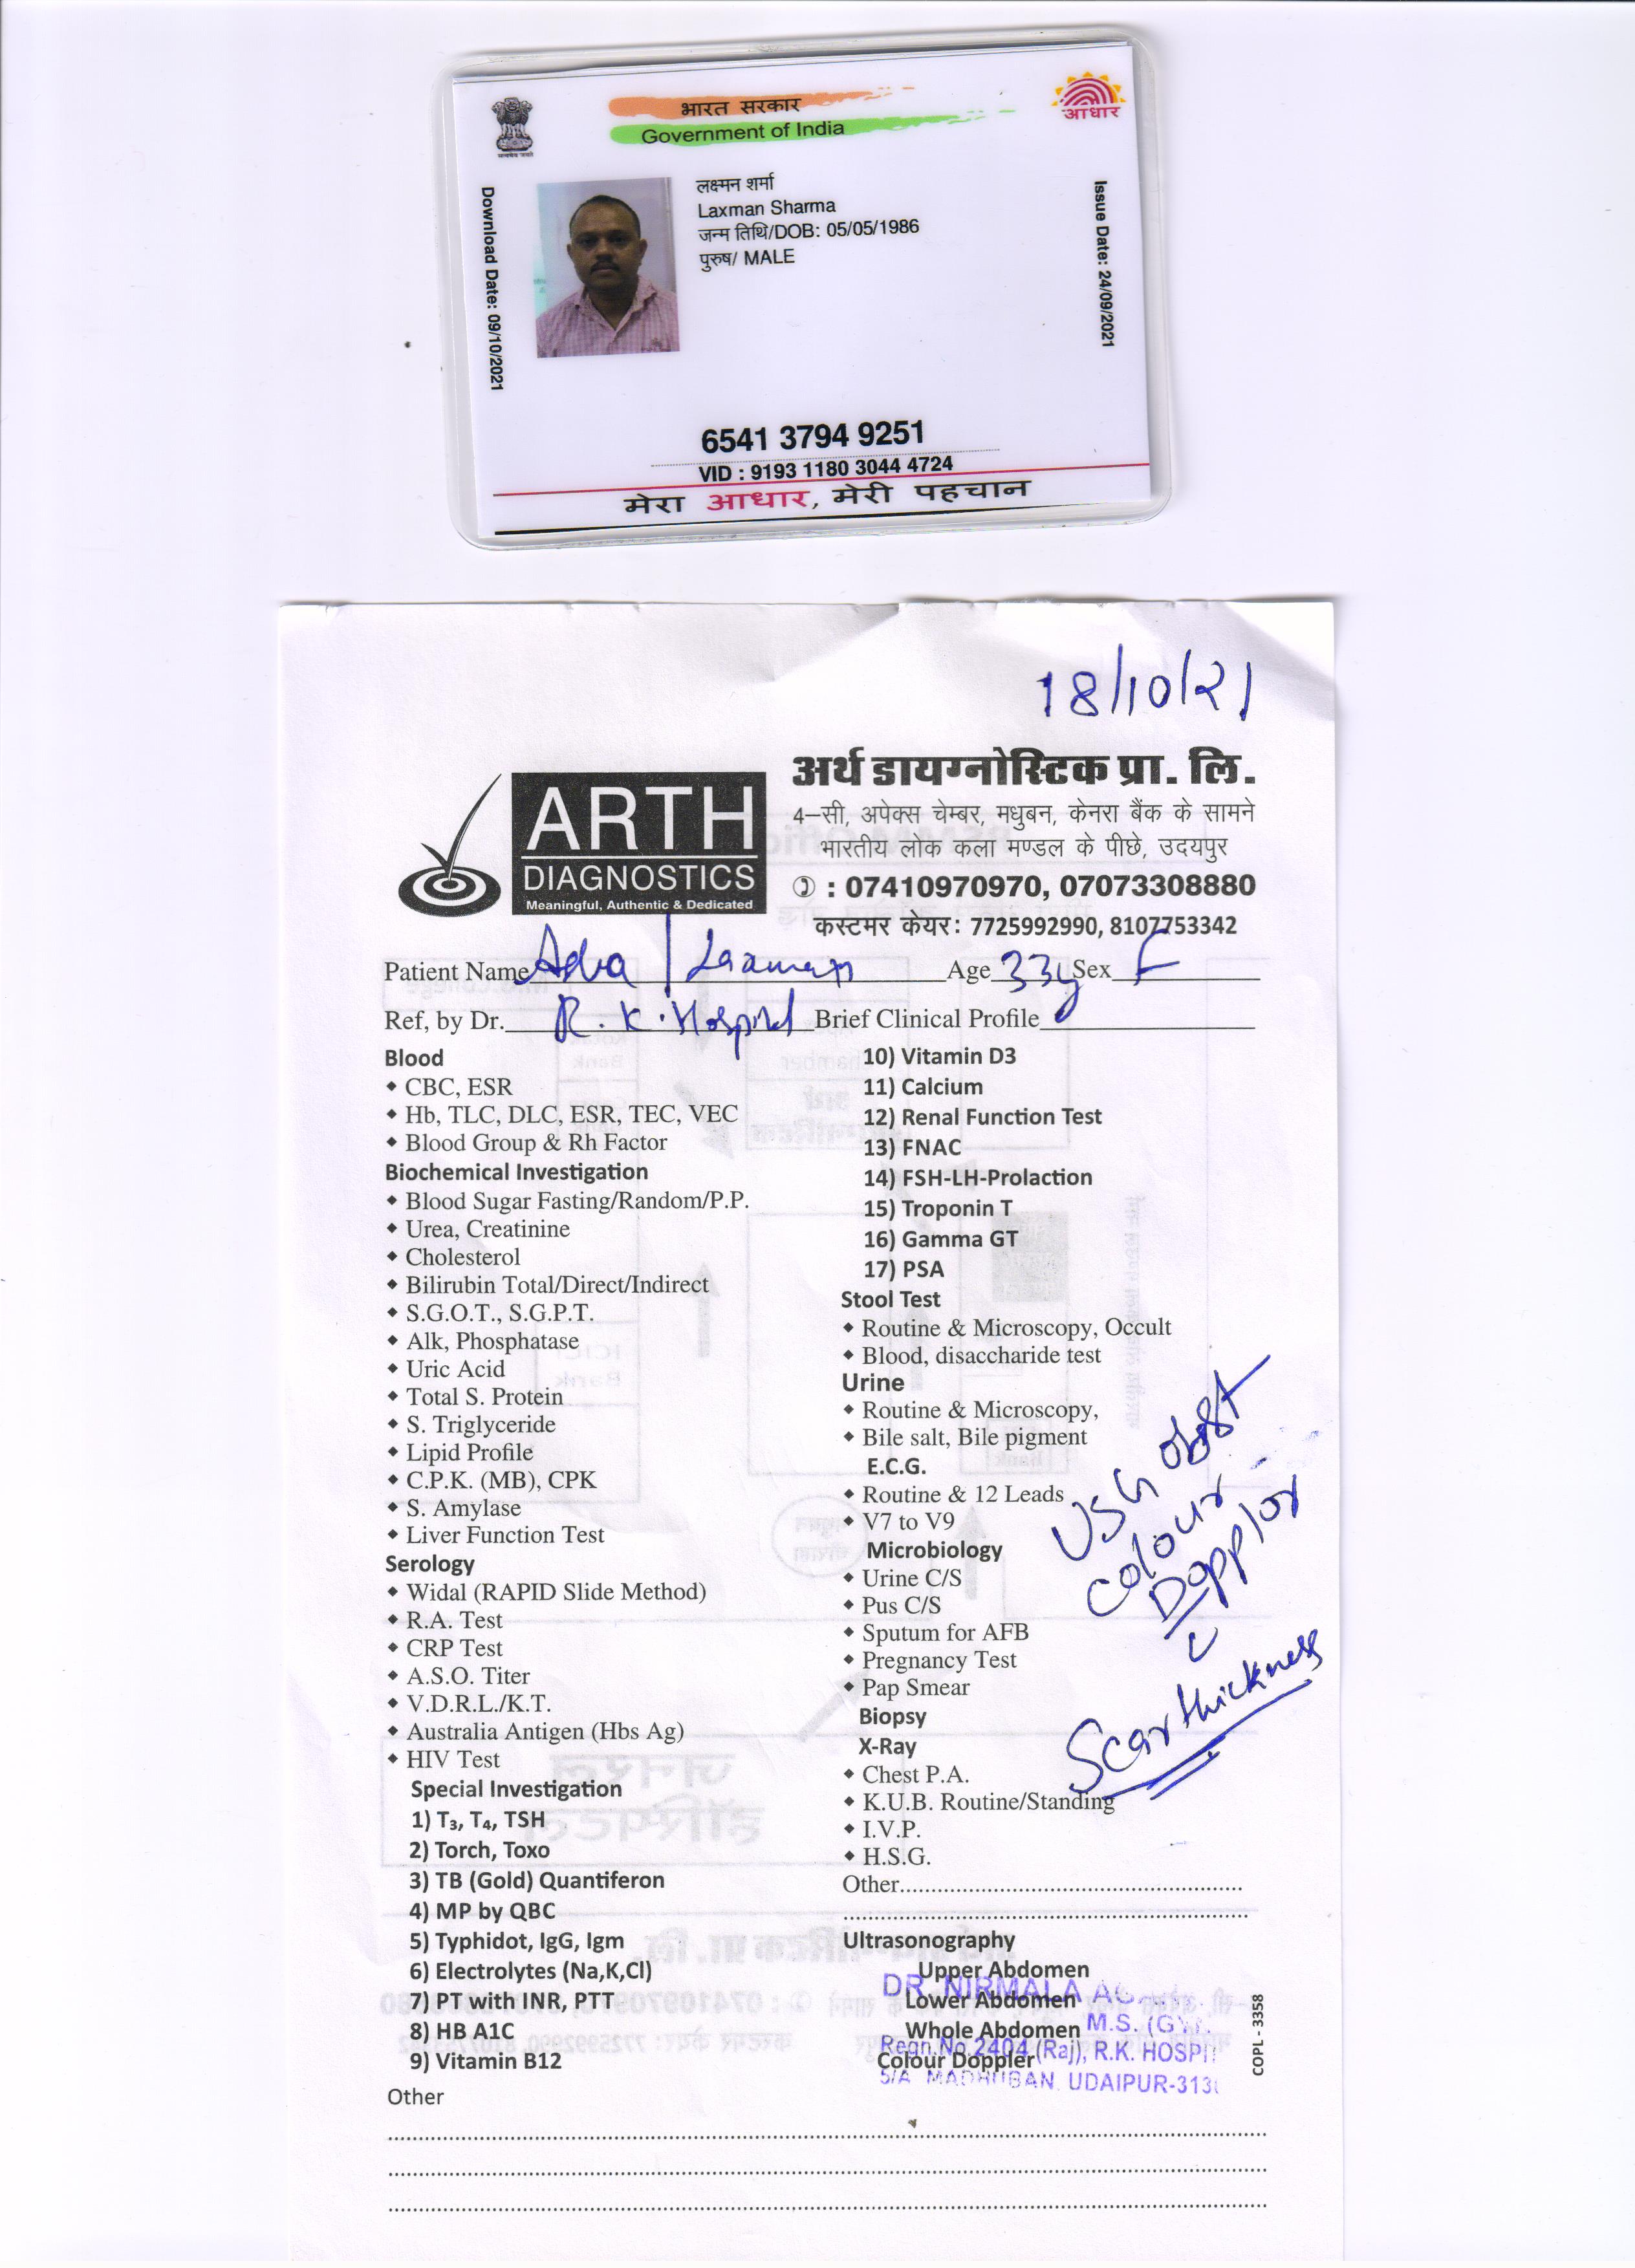 भारत सरकार
Government of India
आधार
Download Date: 09/10/2021
लक्ष्मन शर्मा
Laxman Sharma
जन्म तिथि/DOB: 05/05/1986
पुरुष/ MALE
Issue Date: 24/09/2021
6541 3794 9251
VID : 9193 1180 3044 4724
मेरा आधार, मेरी पहचान
18/10/21
ARTH
DIAGNOSTICS
Meaningful, Authentic & Dedicated
अर्थ डायग्नोस्टिक प्रा. लि.
4-सी, अपेक्स चेम्बर, मधुबन, केनरा बैंक के सामने
भारतीय लोक कला मण्डल के पीछे, उदयपुर
: 07410970970, 07073308880
कस्टमर केयर: 7725992990, 8107753342
Patient Name / Laxman Age 33y Sex F
Ref, by Dr. R. K. Hospital Brief Clinical Profile
Blood
CBC, ESR
Hb, TLC, DLC, ESR, TEC, VEC
Blood Group & Rh Factor
Biochemical Investigation
Blood Sugar Fasting/Random/P.P.
Urea, Creatinine
Cholesterol
Bilirubin Total/Direct/Indirect
S.G.O.T., S.G.P.T.
Alk, Phosphatase
Uric Acid
Total S. Protein
S. Triglyceride
Lipid Profile
C.P.K. (MB), CPK
S. Amylase
Liver Function Test
Serology
Widal (RAPID Slide Method)
R.A. Test
CRP Test
A.S.O. Titer
V.D.R.L./K.T.
Australia Antigen (Hbs Ag)
HIV Test
Special Investigation
1) T₃, T₄, TSH
2) Torch, Toxo
3) TB (Gold) Quantiferon
4) MP by QBC
5) Typhidot, IgG, Igm
6) Electrolytes (Na,K,Cl)
7) PT with INR, PTT
8) HB A1C
9) Vitamin B12
Other
10) Vitamin D3
11) Calcium
12) Renal Function Test
13) FNAC
14) FSH-LH-Prolaction
15) Troponin T
16) Gamma GT
17) PSA
Stool Test
Routine & Microscopy, Occult
Blood, disaccharide test
Urine
Routine & Microscopy,
Bile salt, Bile pigment
E.C.G.
Routine & 12 Leads
V7 to V9
Microbiology
Urine C/S
Pus C/S
Sputum for AFB
Pregnancy Test
Pap Smear
Biopsy
X-Ray
Chest P.A.
K.U.B. Routine/Standing
I.V.P.
H.S.G.
Other
USG obst
colour
Dopplor
c
Scar thickness
Ultrasonography
Upper Abdomen
Lower Abdomen
Whole Abdomen
Colour Doppler
DR. NIRMALA
M.S. (GY
Regn.No.2404 (Raj), R.K. HOSPI
5/A MADHUBAN, UDAIPUR-313
COPL - 3358